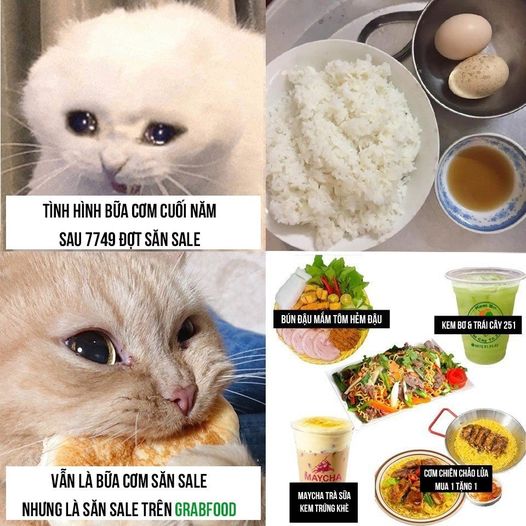 TÌNH HÌNH BỮA CƠM CUỐI NĂM
SAU 7749 ĐỢT SĂN SALE
BÚN ĐẬU MẮM TÔM HẺM ĐẬU
KEM BƠ & TRÁI CÂY 251
VẪN LÀ BỮA CƠM SĂN SALE
NHƯNG LÀ SĂN SALE TRÊN GRABFOOD
MAYCHA
MAYCHA TRÀ SỮA
KEM TRỨNG KHÈ
CƠM CHIÊN CHẢO LỬA
MUA 1 TẶNG 1